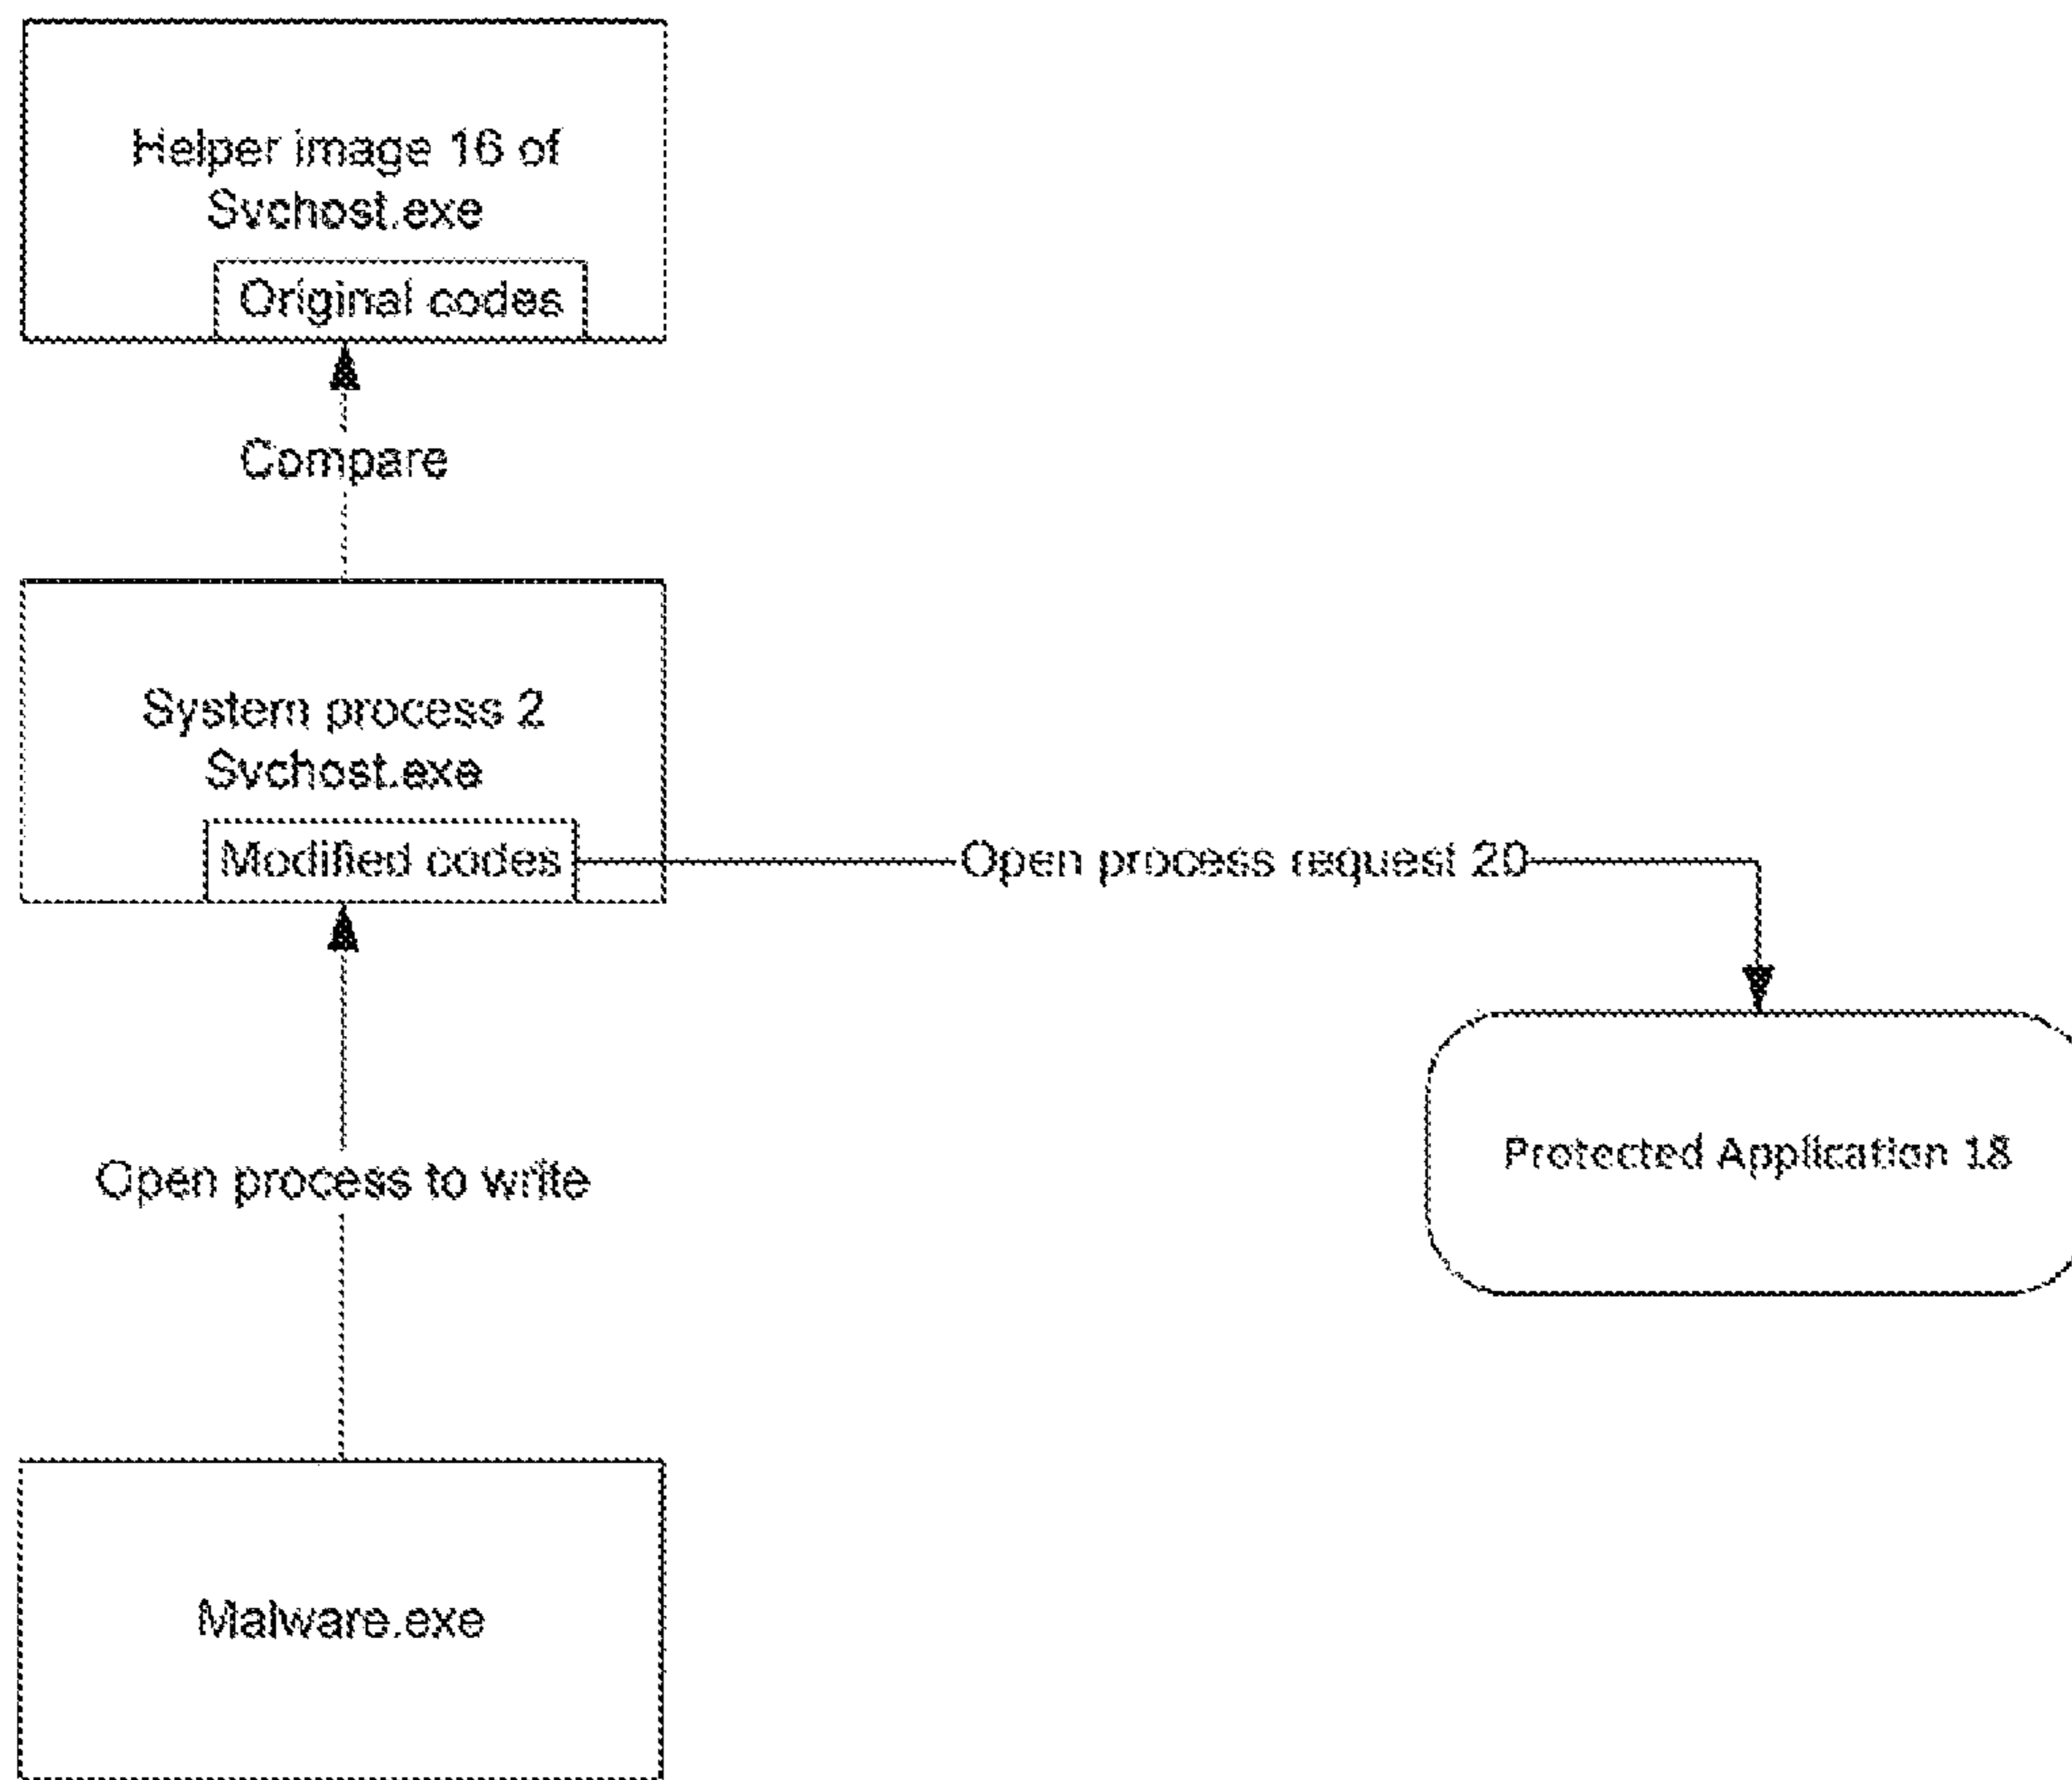 Helper image 16 of
Svchost.exe
Original codes
Compare
System process 2
Svchost.exe
Modified codes
Open process request 20
Protected Application 18
Open process to write
Malware.exe